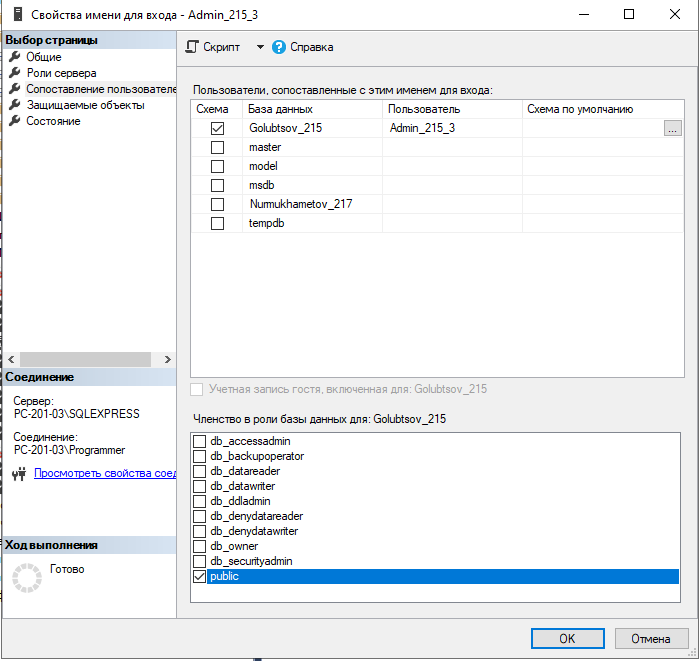 Свойства имени для входа - Admin_215_3
Выбор страницы
Общие
Роли сервера
Сопоставление пользователе
Защищаемые объекты
Состояние
Скрипт
Справка
Пользователи, сопоставленные с этим именем для входа:
Схема База данных Пользователь Схема по умолчанию
Golubtsov_215 Admin_215_3 ...
master
model
msdb
Nurmukhametov_217
tempdb
Учетная запись гостя, включенная для: Golubtsov_215
Членство в роли базы данных для: Golubtsov_215
db_accessadmin
db_backupoperator
db_datareader
db_datawriter
db_ddladmin
db_denydatareader
db_denydatawriter
db_owner
db_securityadmin
public
Соединение
Сервер:
PC-201-03\SQLEXPRESS
Соединение:
PC-201-03\Programmer
Просмотреть свойства соед
Ход выполнения
Готово
OK
Отмена